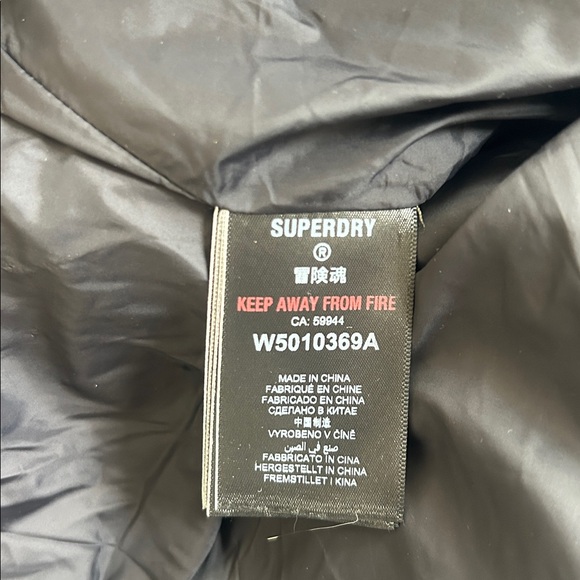 SUPERDRY
®
冒険魂
KEEP AWAY FROM FIRE
CA: 59944
W5010369A
MADE IN CHINA
FABRIQUÉ EN CHINE
FABRICADO EN CHINA
СДЕЛАНО В КИТАЕ
中国制造
VYROBENO V ČÍNĚ
صنع في الصين
FABBRICATO IN CINA
HERGESTELLT IN CHINA
FREMSTILLET I KINA